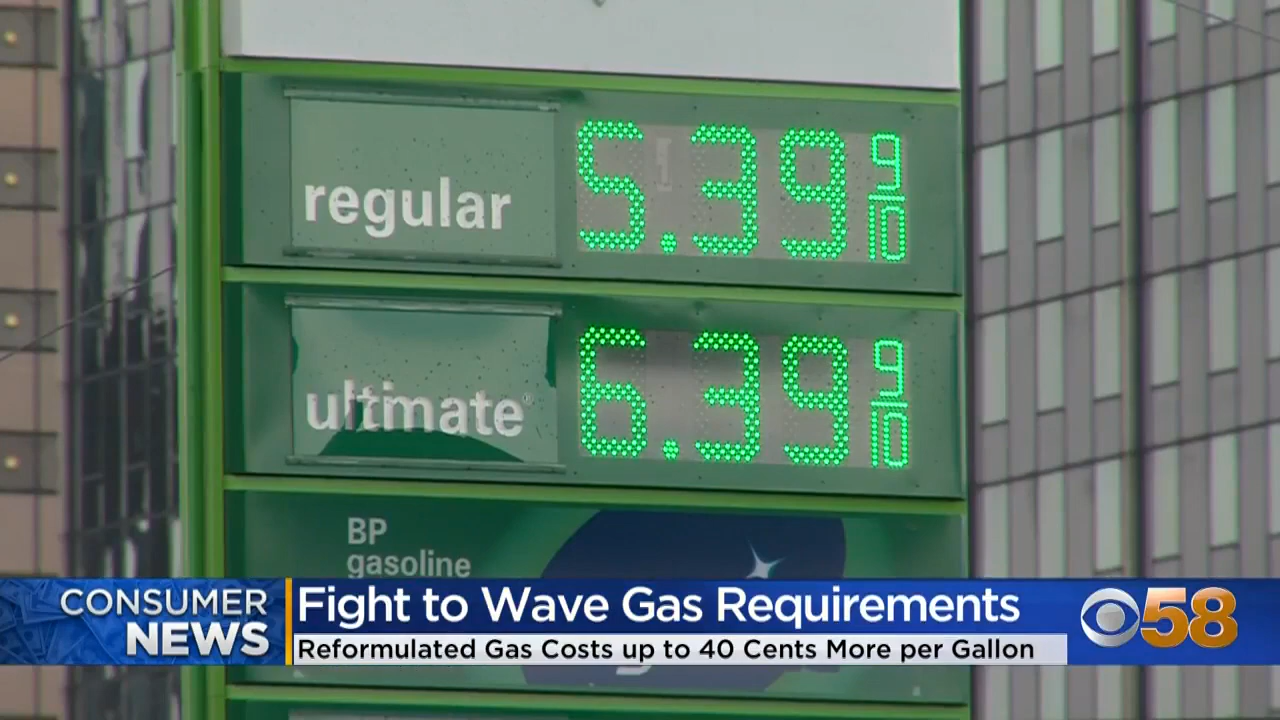 regular
5.39 9/10
ultimate®
6.39 9/10
BP
gasoline
CONSUMER
NEWS
Fight to Wave Gas Requirements
Reformulated Gas Costs up to 40 Cents More per Gallon
58